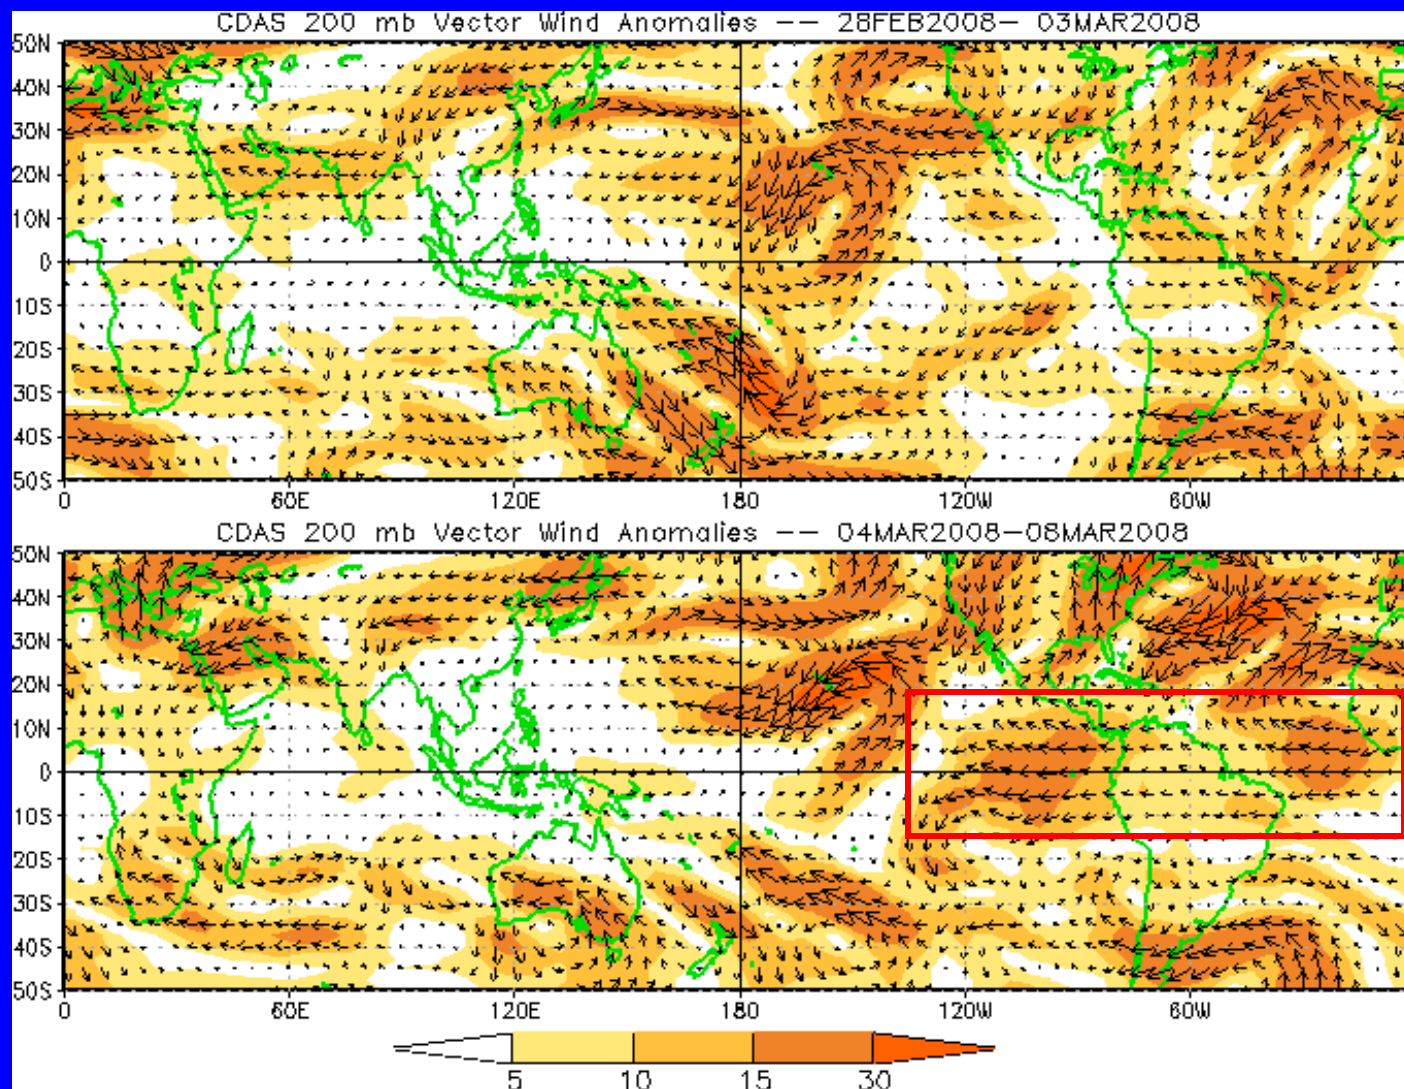 CDAS 200 mb Vector Wind Anomalies -- 28FEB2008- 03MAR2008
50N
40N
30N
20N
10N
0
10S
20S
30S
40S
50S
0 60E 120E 180 120W 60W
CDAS 200 mb Vector Wind Anomalies -- 04MAR2008-08MAR2008
50N
40N
30N
20N
10N
0
10S
20S
30S
40S
50S
0 60E 120E 180 120W 60W
5 10 15 30